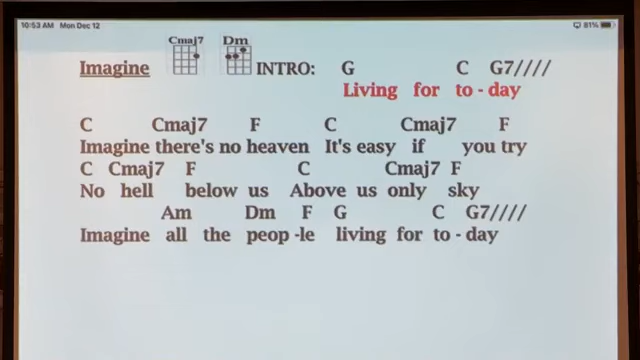 10:53 AM Mon Dec 12 81%
Cmaj7 Dm
Imagine INTRO: G C G7////
Living for to - day
C Cmaj7 F C Cmaj7 F
Imagine there's no heaven It's easy if you try
C Cmaj7 F C Cmaj7 F
No hell below us Above us only sky
Am Dm F G C G7////
Imagine all the peop -le living for to - day